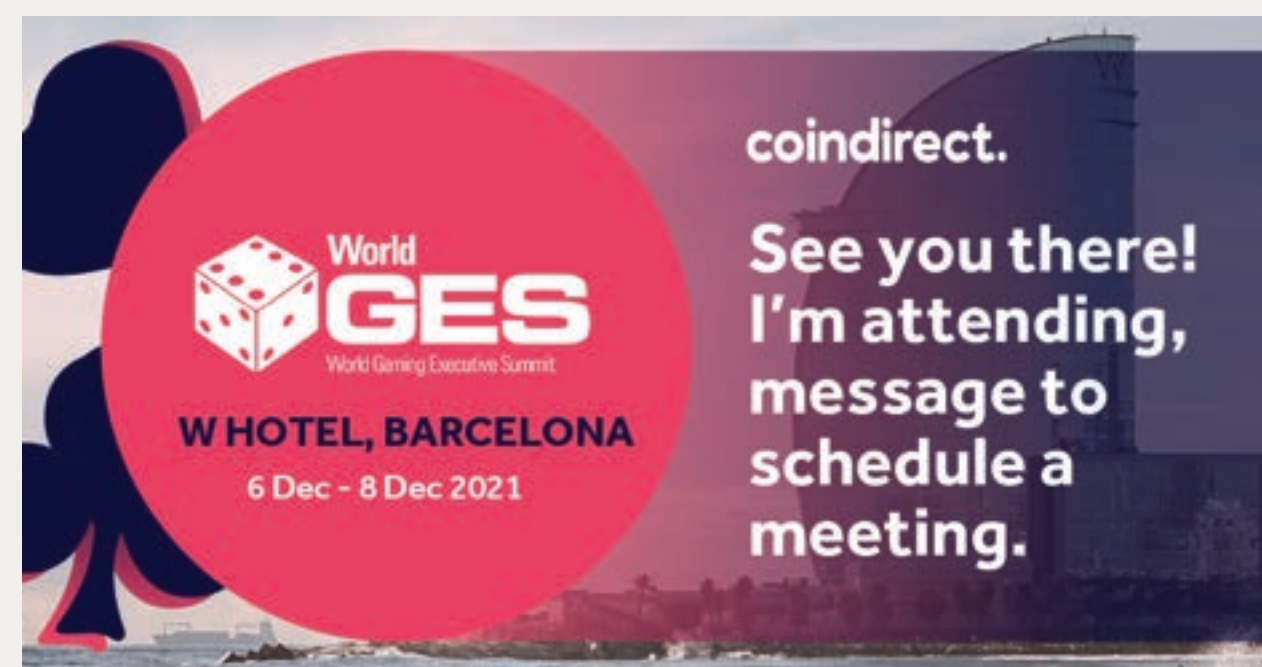 World
GES
World Gaming Executive Summit
W HOTEL, BARCELONA
6 Dec - 8 Dec 2021
coindirect.
See you there!
I'm attending,
message to
schedule a
meeting.
W